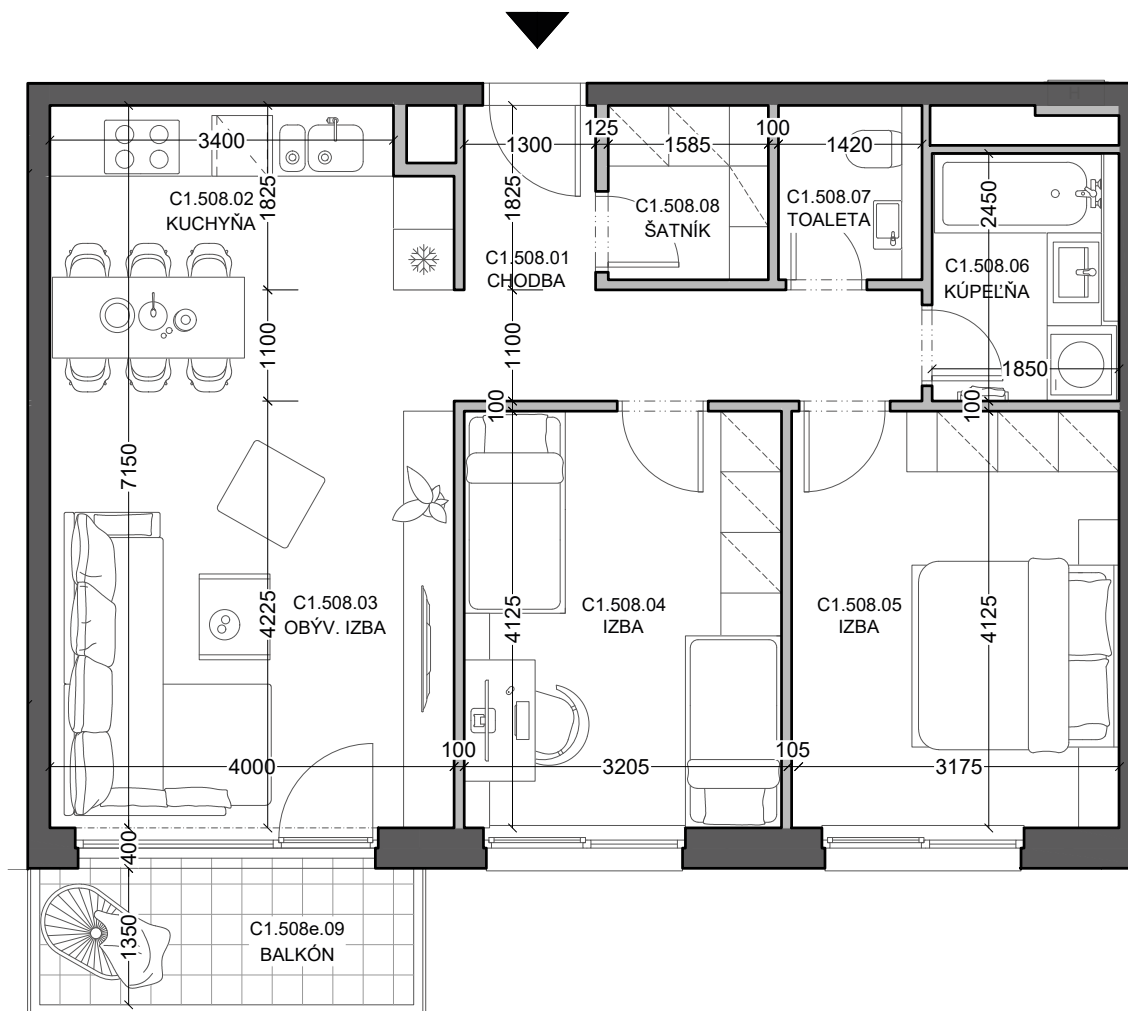 125
100
3400
1300
1585
1420
C1.508.02
KUCHYŇA
1825
1825
C1.508.08
ŠATNÍK
C1.508.07
TOALETA
2450
C1.508.01
CHODBA
C1.508.06
KÚPEĽŇA
1100
1100
1850
100
100
7150
4225
C1.508.03
OBÝV. IZBA
4125
C1.508.04
IZBA
C1.508.05
IZBA
4125
100
105
4000
3205
3175
400
1350
C1.508e.09
BALKÓN